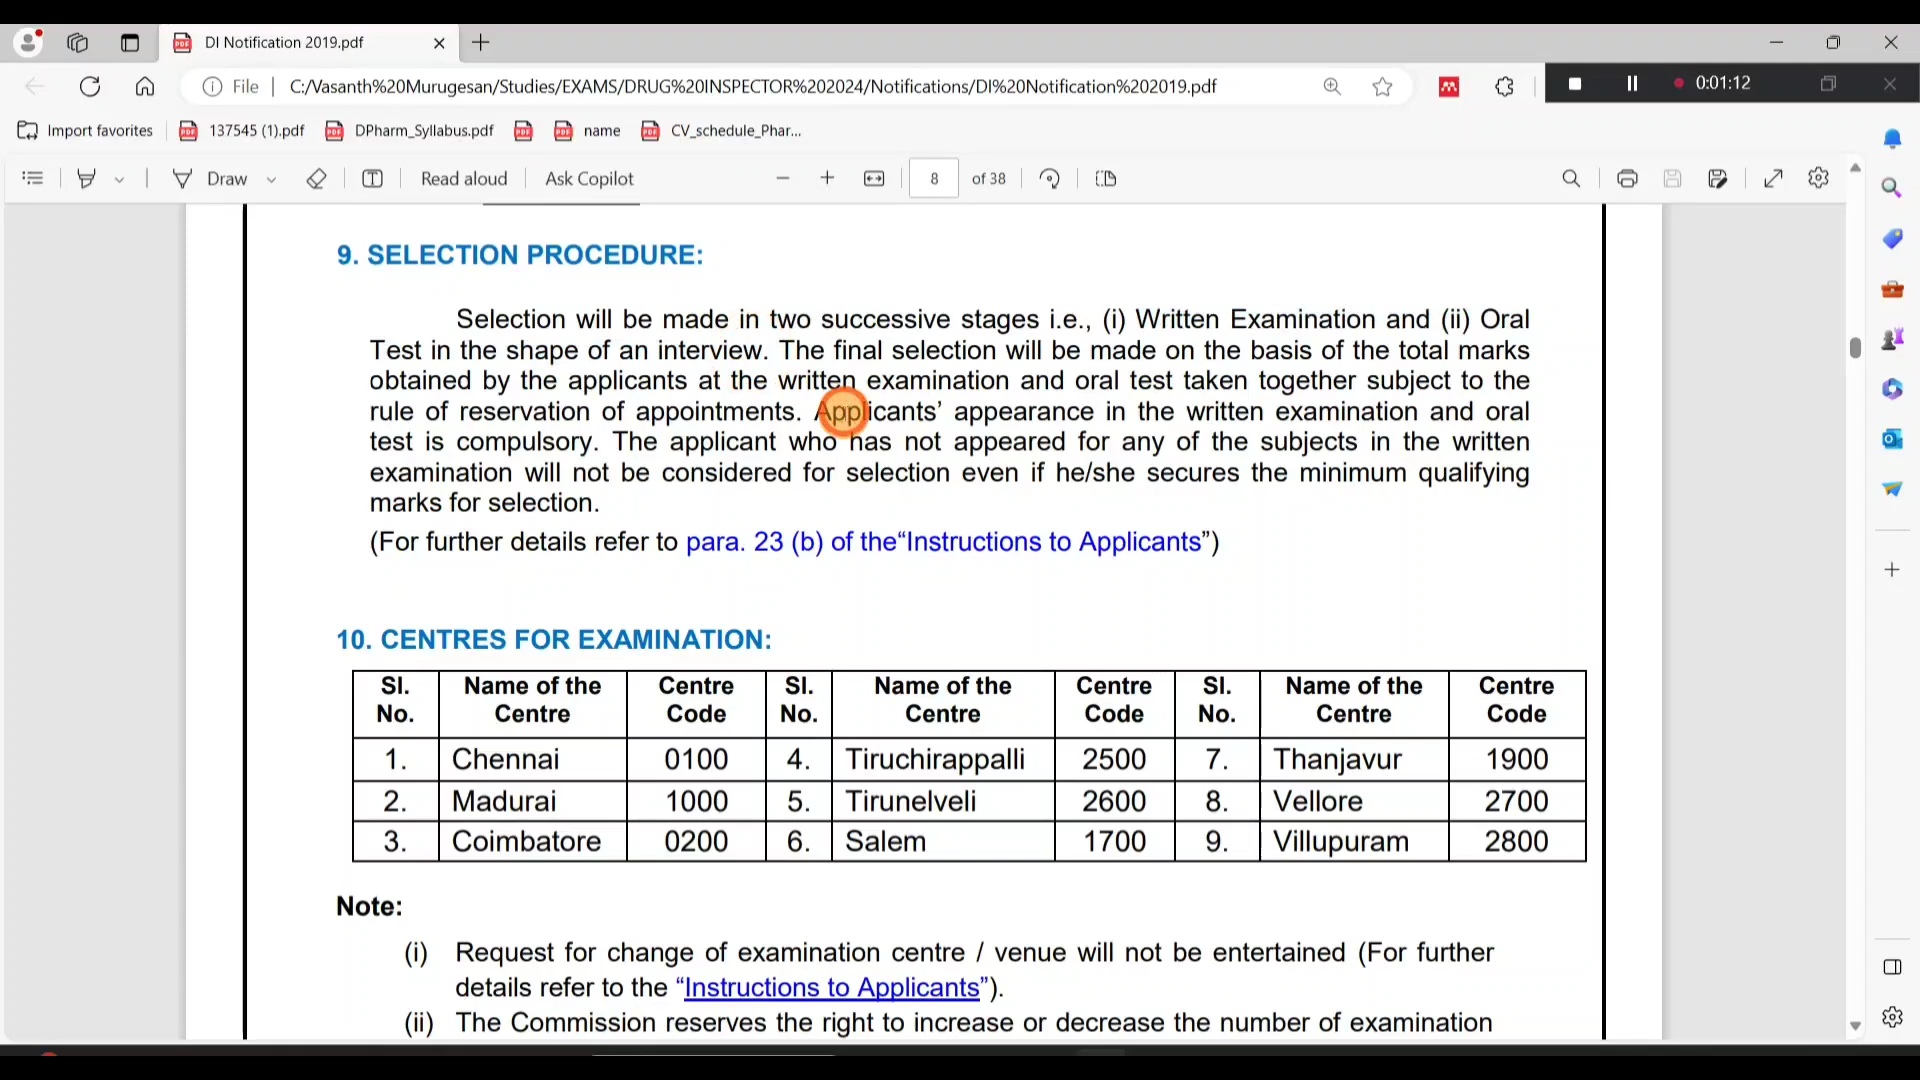 DI Notification 2019.pdf
File
C:/Vasanth%20Murugesan/Studies/EXAMS/DRUG%20INSPECTOR%202024/Notifications/DI%20Notification%202019.pdf
0:01:12
Import favorites
137545 (1).pdf
DPharm_Syllabus.pdf
name
CV_schedule_Phar...
Draw
Read aloud
Ask Copilot
8
of 38
9. SELECTION PROCEDURE:
Selection will be made in two successive stages i.e., (i) Written Examination and (ii) Oral
Test in the shape of an interview. The final selection will be made on the basis of the total marks
obtained by the applicants at the written examination and oral test taken together subject to the
rule of reservation of appointments. Applicants’ appearance in the written examination and oral
test is compulsory. The applicant who has not appeared for any of the subjects in the written
examination will not be considered for selection even if he/she secures the minimum qualifying
marks for selection.
(For further details refer to para. 23 (b) of the“Instructions to Applicants”)
10. CENTRES FOR EXAMINATION:
Sl. No. Name of the Centre Centre Code Sl. No. Name of the Centre Centre Code Sl. No. Name of the Centre Centre Code
1. Chennai 0100 4. Tiruchirappalli 2500 7. Thanjavur 1900
2. Madurai 1000 5. Tirunelveli 2600 8. Vellore 2700
3. Coimbatore 0200 6. Salem 1700 9. Villupuram 2800
Note:
(i) Request for change of examination centre / venue will not be entertained (For further
details refer to the “Instructions to Applicants”).
(ii) The Commission reserves the right to increase or decrease the number of examination